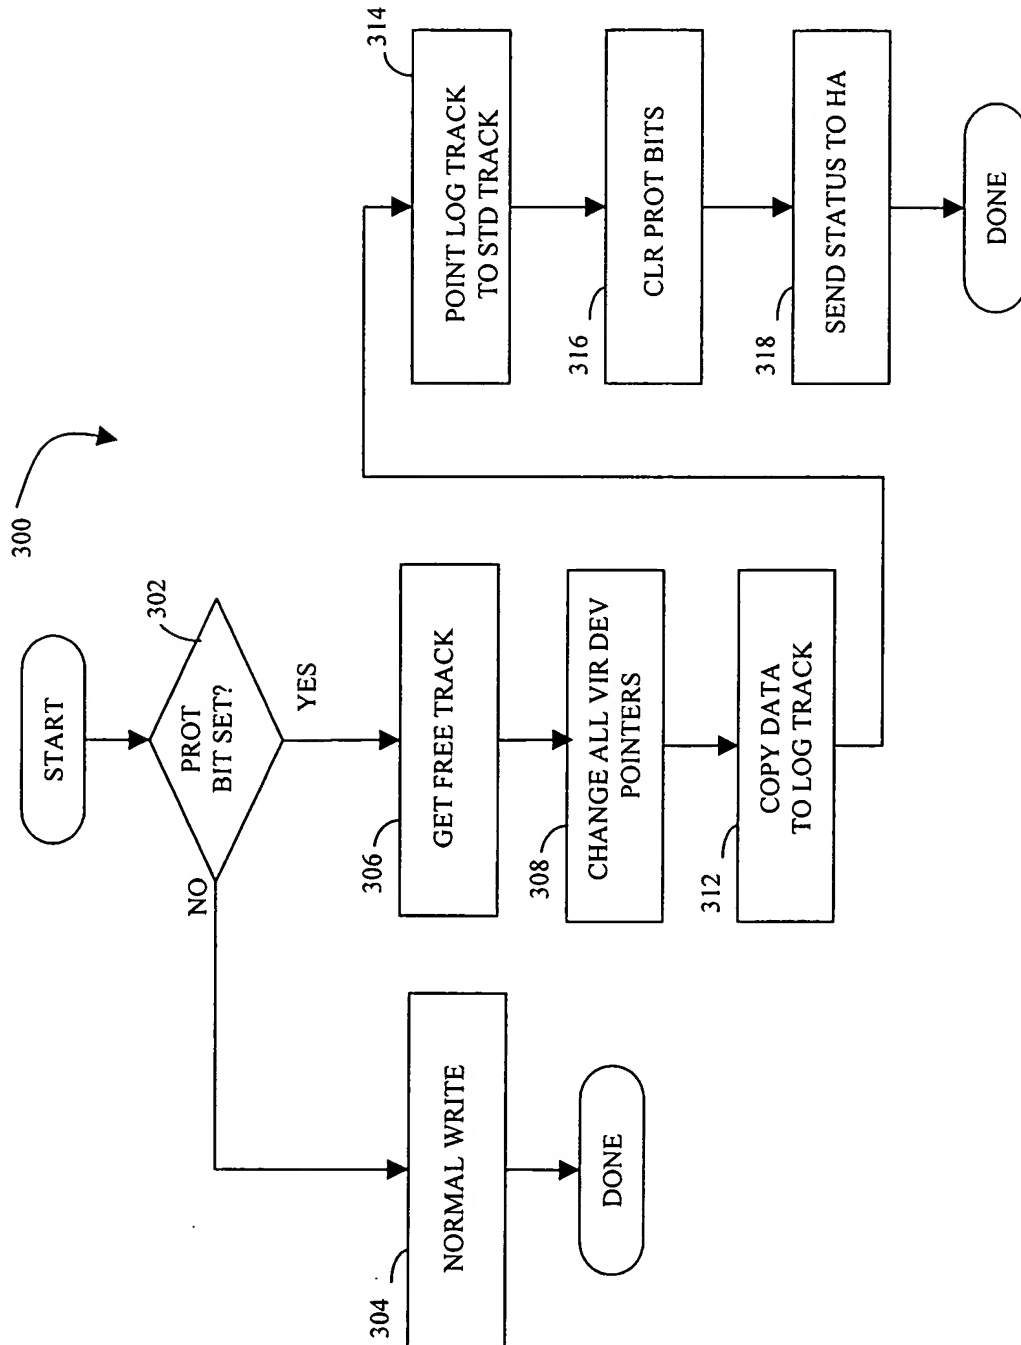 300
START
302
PROT
BIT SET?
NO
YES
304
NORMAL WRITE
DONE
306
GET FREE TRACK
308
CHANGE ALL VIR DEV
POINTERS
312
COPY DATA
TO LOG TRACK
314
POINT LOG TRACK
TO STD TRACK
316
CLR PROT BITS
318
SEND STATUS TO HA
DONE